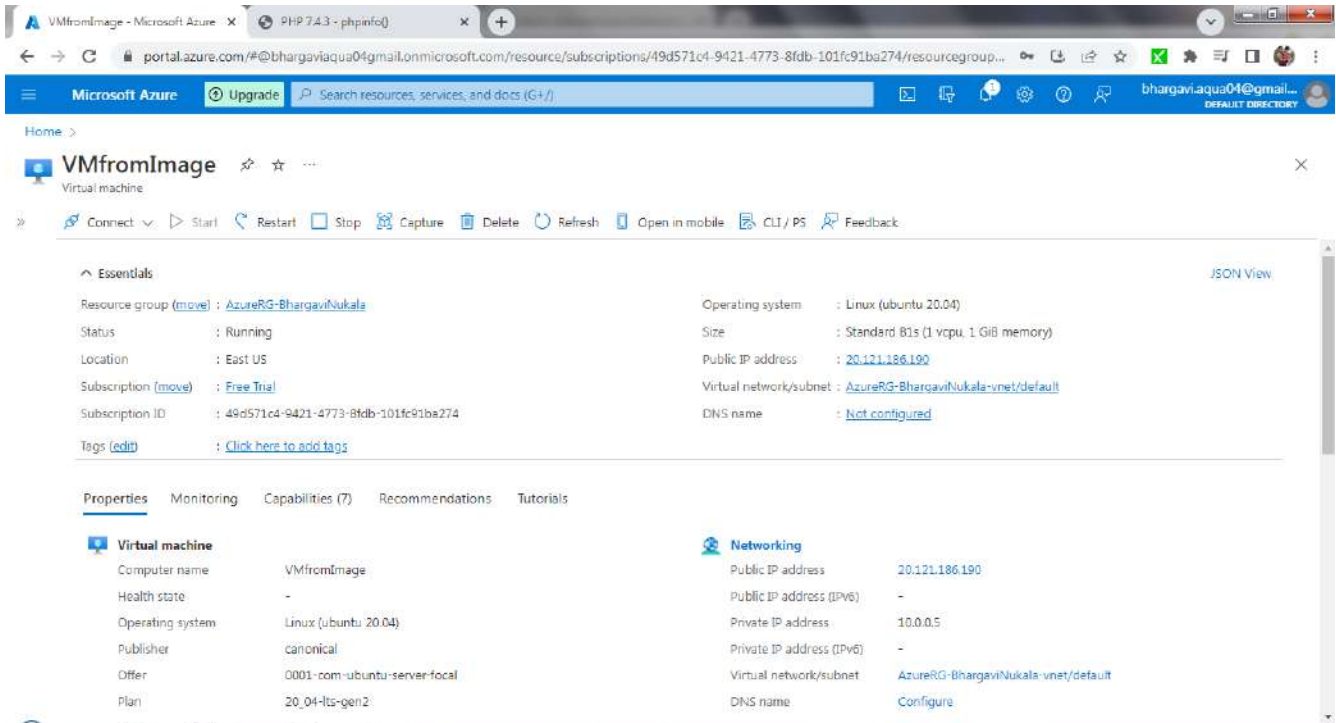 VMfromImage - Microsoft Azure X PHP 7.4.3 - phpinfo() X +
portal.azure.com/#@bhargaviaqua04gmail.onmicrosoft.com/resource/subscriptions/49d571c4-9421-4773-8fdb-101fc91ba274/resourcegroup...
Microsoft Azure Upgrade Search resources, services, and docs (G+/) 1 bhargavi.aqua04@gmail...
DEFAULT DIRECTORY
Home >
VMfromImage ...
Virtual machine
Connect Start Restart Stop Capture Delete Refresh Open in mobile CLI / PS Feedback
Essentials JSON View
Resource group (move) : AzureRG-BhargaviNukala Operating system : Linux (ubuntu 20.04)
Status : Running Size : Standard B1s (1 vcpu, 1 GiB memory)
Location : East US Public IP address : 20.121.186.190
Subscription (move) : Free Trial Virtual network/subnet : AzureRG-BhargaviNukala-vnet/default
Subscription ID : 49d571c4-9421-4773-8fdb-101fc91ba274 DNS name : Not configured
Tags (edit) : Click here to add tags
Properties Monitoring Capabilities (7) Recommendations Tutorials
Virtual machine Networking
Computer name VMfromImage Public IP address 20.121.186.190
Health state - Public IP address (IPv6) -
Operating system Linux (ubuntu 20.04) Private IP address 10.0.0.5
Publisher canonical Private IP address (IPv6) -
Offer 0001-com-ubuntu-server-focal Virtual network/subnet AzureRG-BhargaviNukala-vnet/default
Plan 20_04-lts-gen2 DNS name Configure